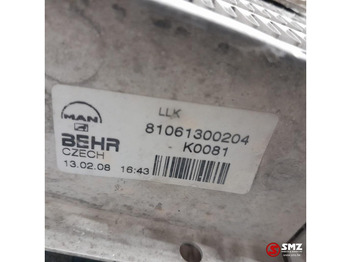 LLK
MAN
81061300204
BEHR
K0081
CZECH
13.02.08 16:43
SMZ